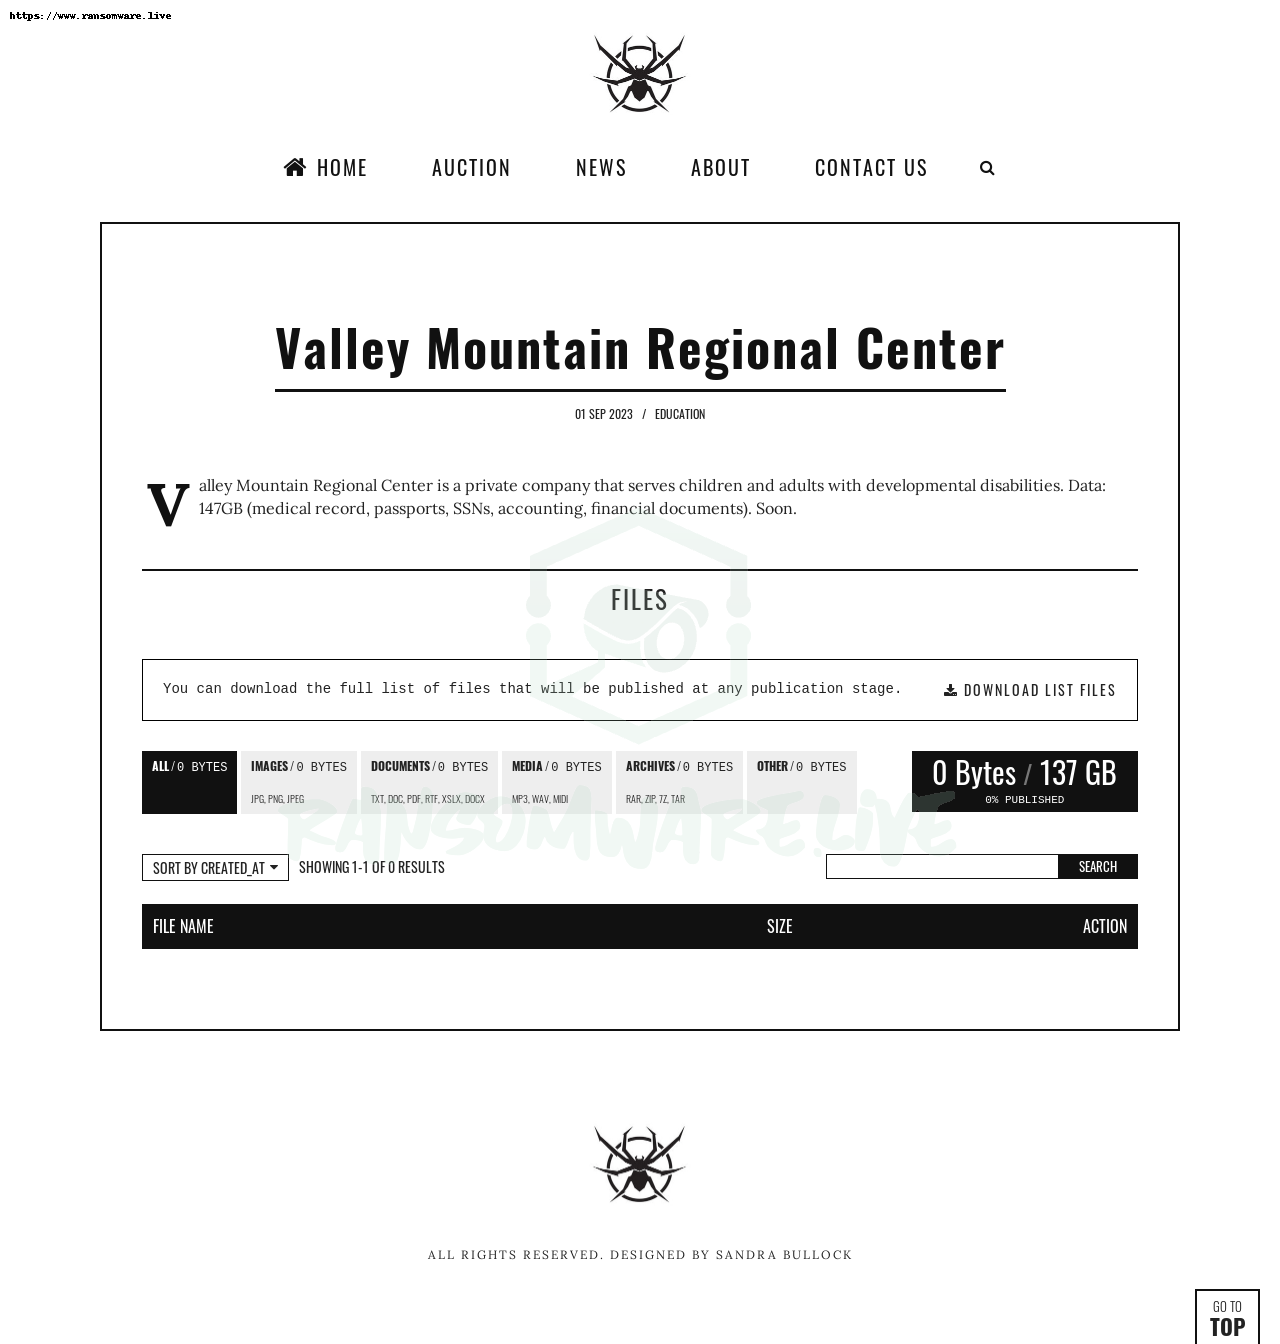 https://www.ransomware.live
HOME AUCTION NEWS ABOUT CONTACT US
Valley Mountain Regional Center
01 SEP 2023 / EDUCATION
Valley Mountain Regional Center is a private company that serves children and adults with developmental disabilities. Data:
147GB (medical record, passports, SSNs, accounting, financial documents). Soon.
FILES
You can download the full list of files that will be published at any publication stage. DOWNLOAD LIST FILES
ALL / 0 BYTES IMAGES / 0 BYTES DOCUMENTS / 0 BYTES MEDIA / 0 BYTES ARCHIVES / 0 BYTES OTHER / 0 BYTES 0 Bytes / 137 GB
JPG, PNG, JPEG TXT, DOC, PDF, RTF, XSLX, DOCX MP3, WAV, MIDI RAR, ZIP, 7Z, TAR 0% PUBLISHED
RANSOMWARE.LIVE
SORT BY CREATED_AT SHOWING 1-1 OF 0 RESULTS SEARCH
FILE NAME SIZE ACTION
ALL RIGHTS RESERVED. DESIGNED BY SANDRA BULLOCK
GO TO
TOP